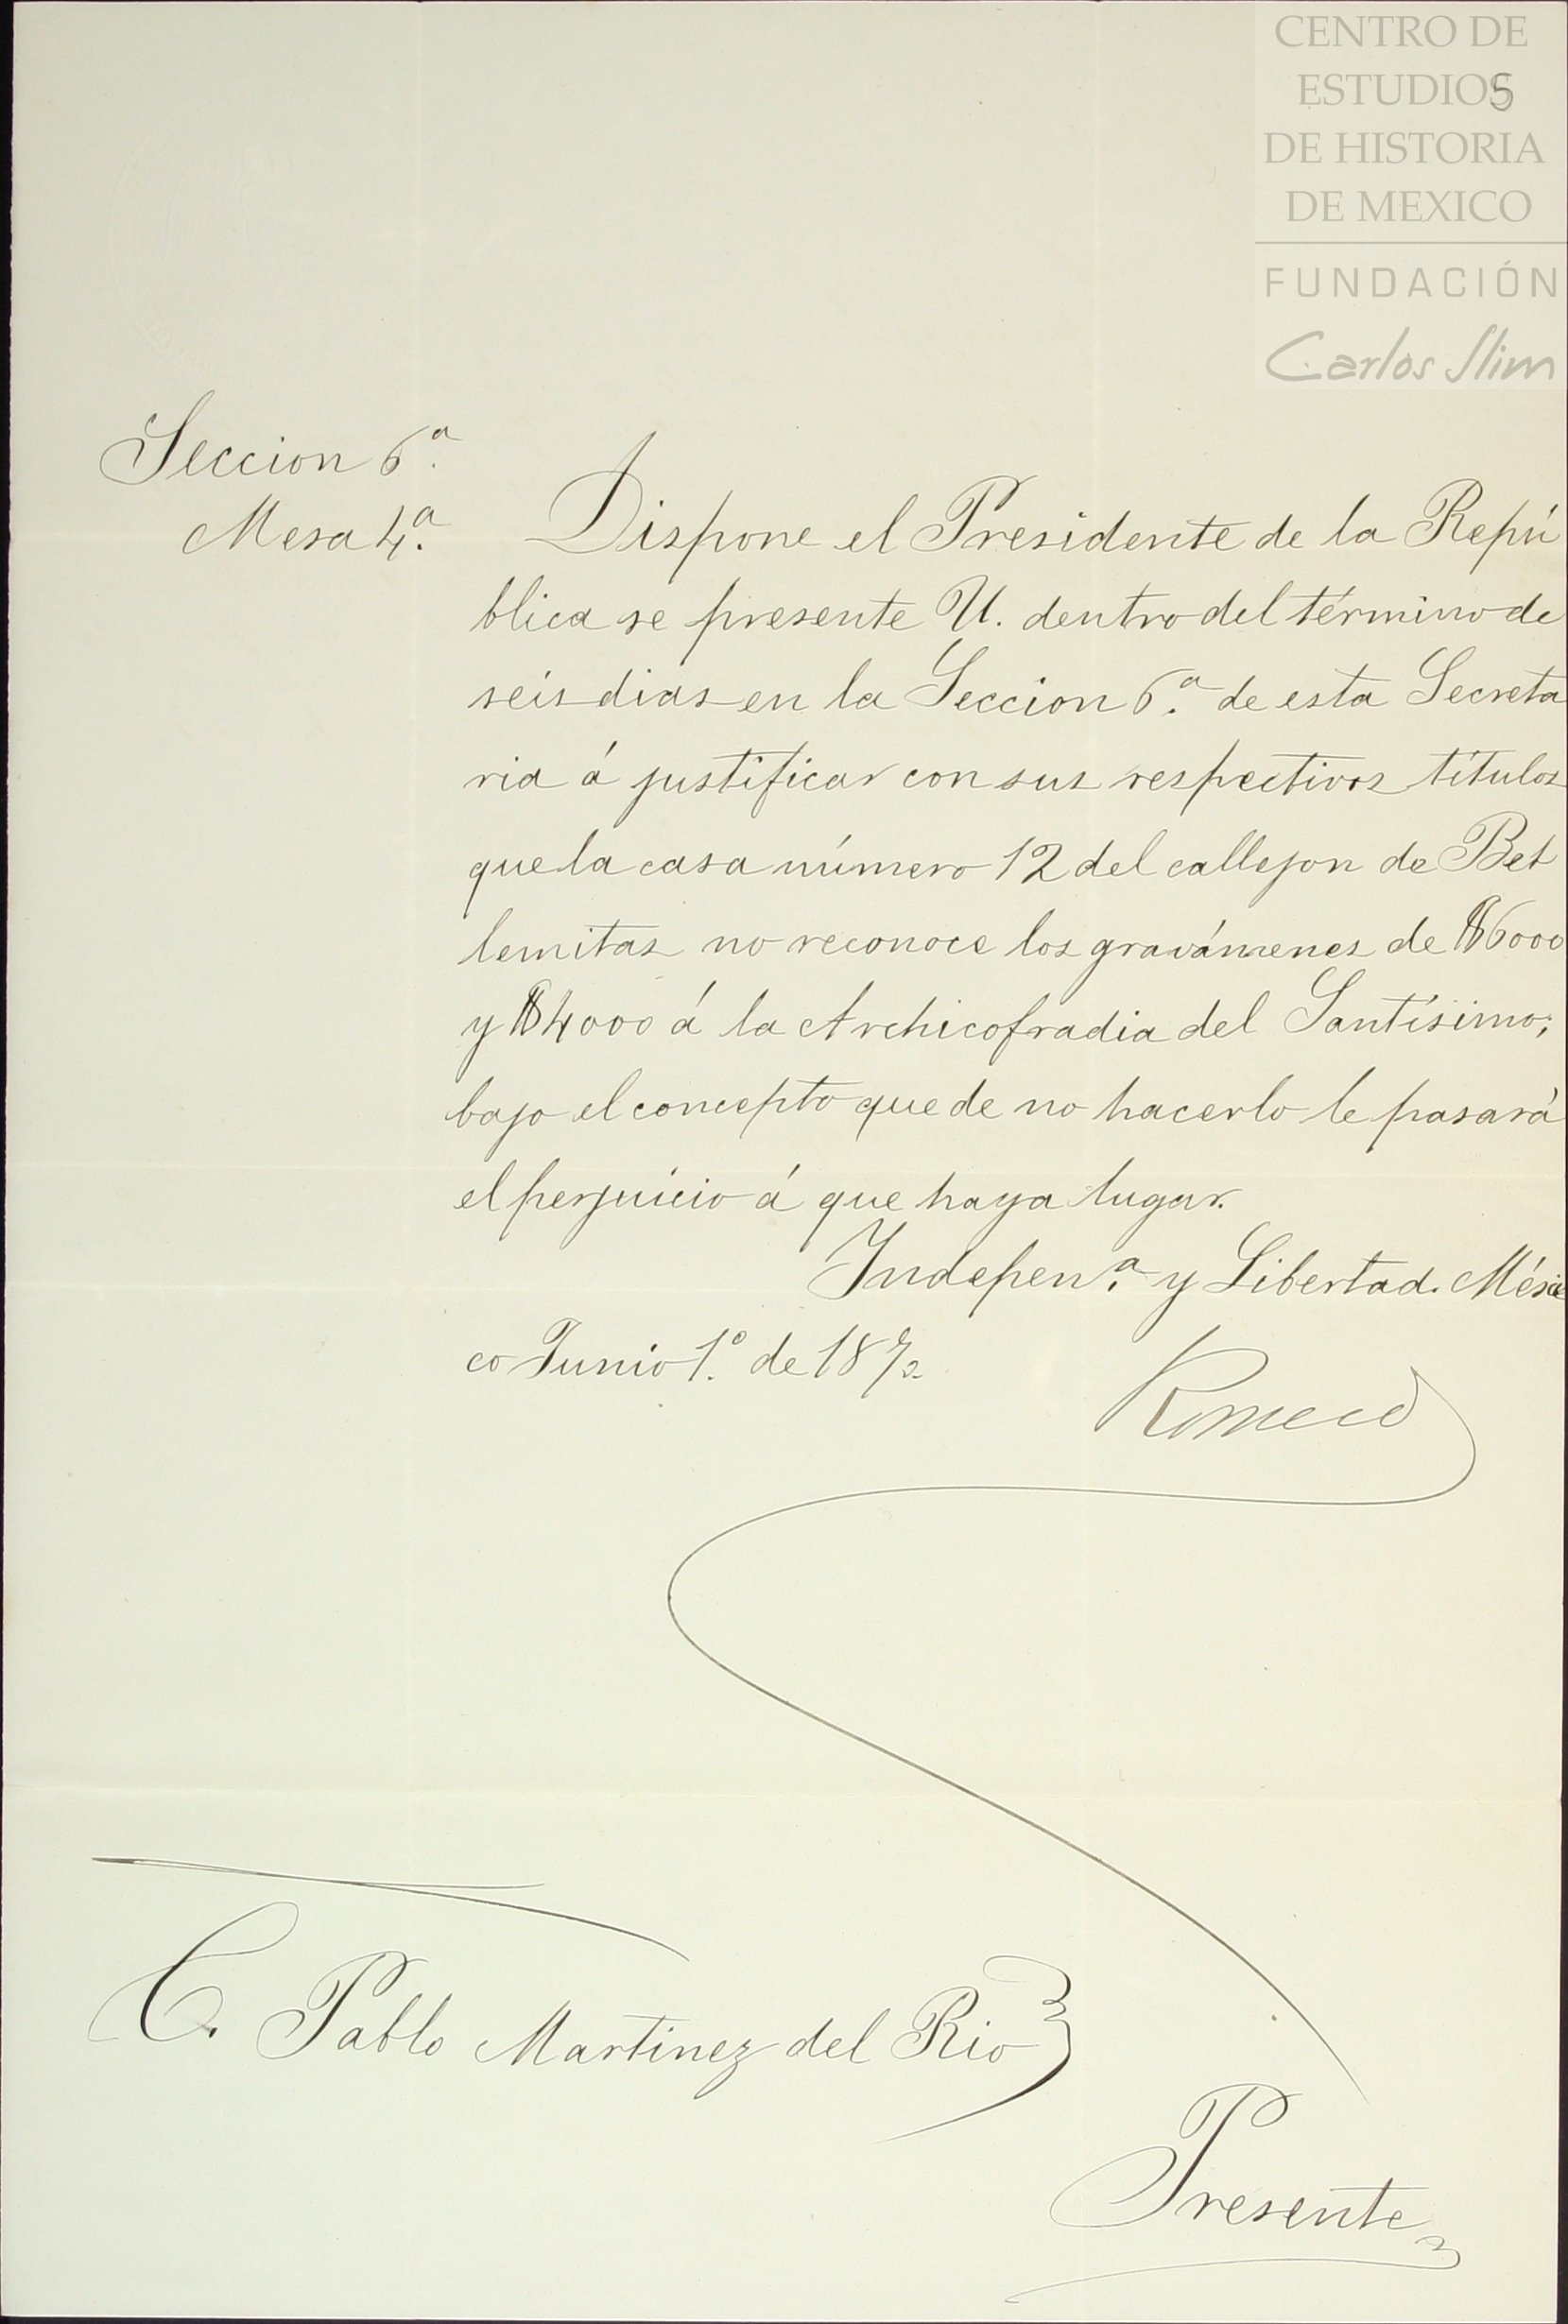 CENTRO DE
ESTUDIOS
DE HISTORIA
DE MEXICO
FUNDACIÓN
Carlos Slim
5
Seccion 6ª.
Mesa 4ª.
Dispone el Presidente de la Repú
blica se presente U. dentro del término de
seis dias en la Seccion 6ª. de esta Secreta
ria á justificar con sus respectivos títulos
que la casa número 12 del callejon de Bet
lemitas no reconoce los gravámenes de $6000
y $4000 á la Archicofradia del Santísimo;
bajo el concepto que de no hacerlo le pasará
el perjuicio á que haya lugar.
Indepen.ª y Libertad. Méxi
co Junio 1º. de 1872.
Romero
C. Pablo Martinez del Rio
Presente